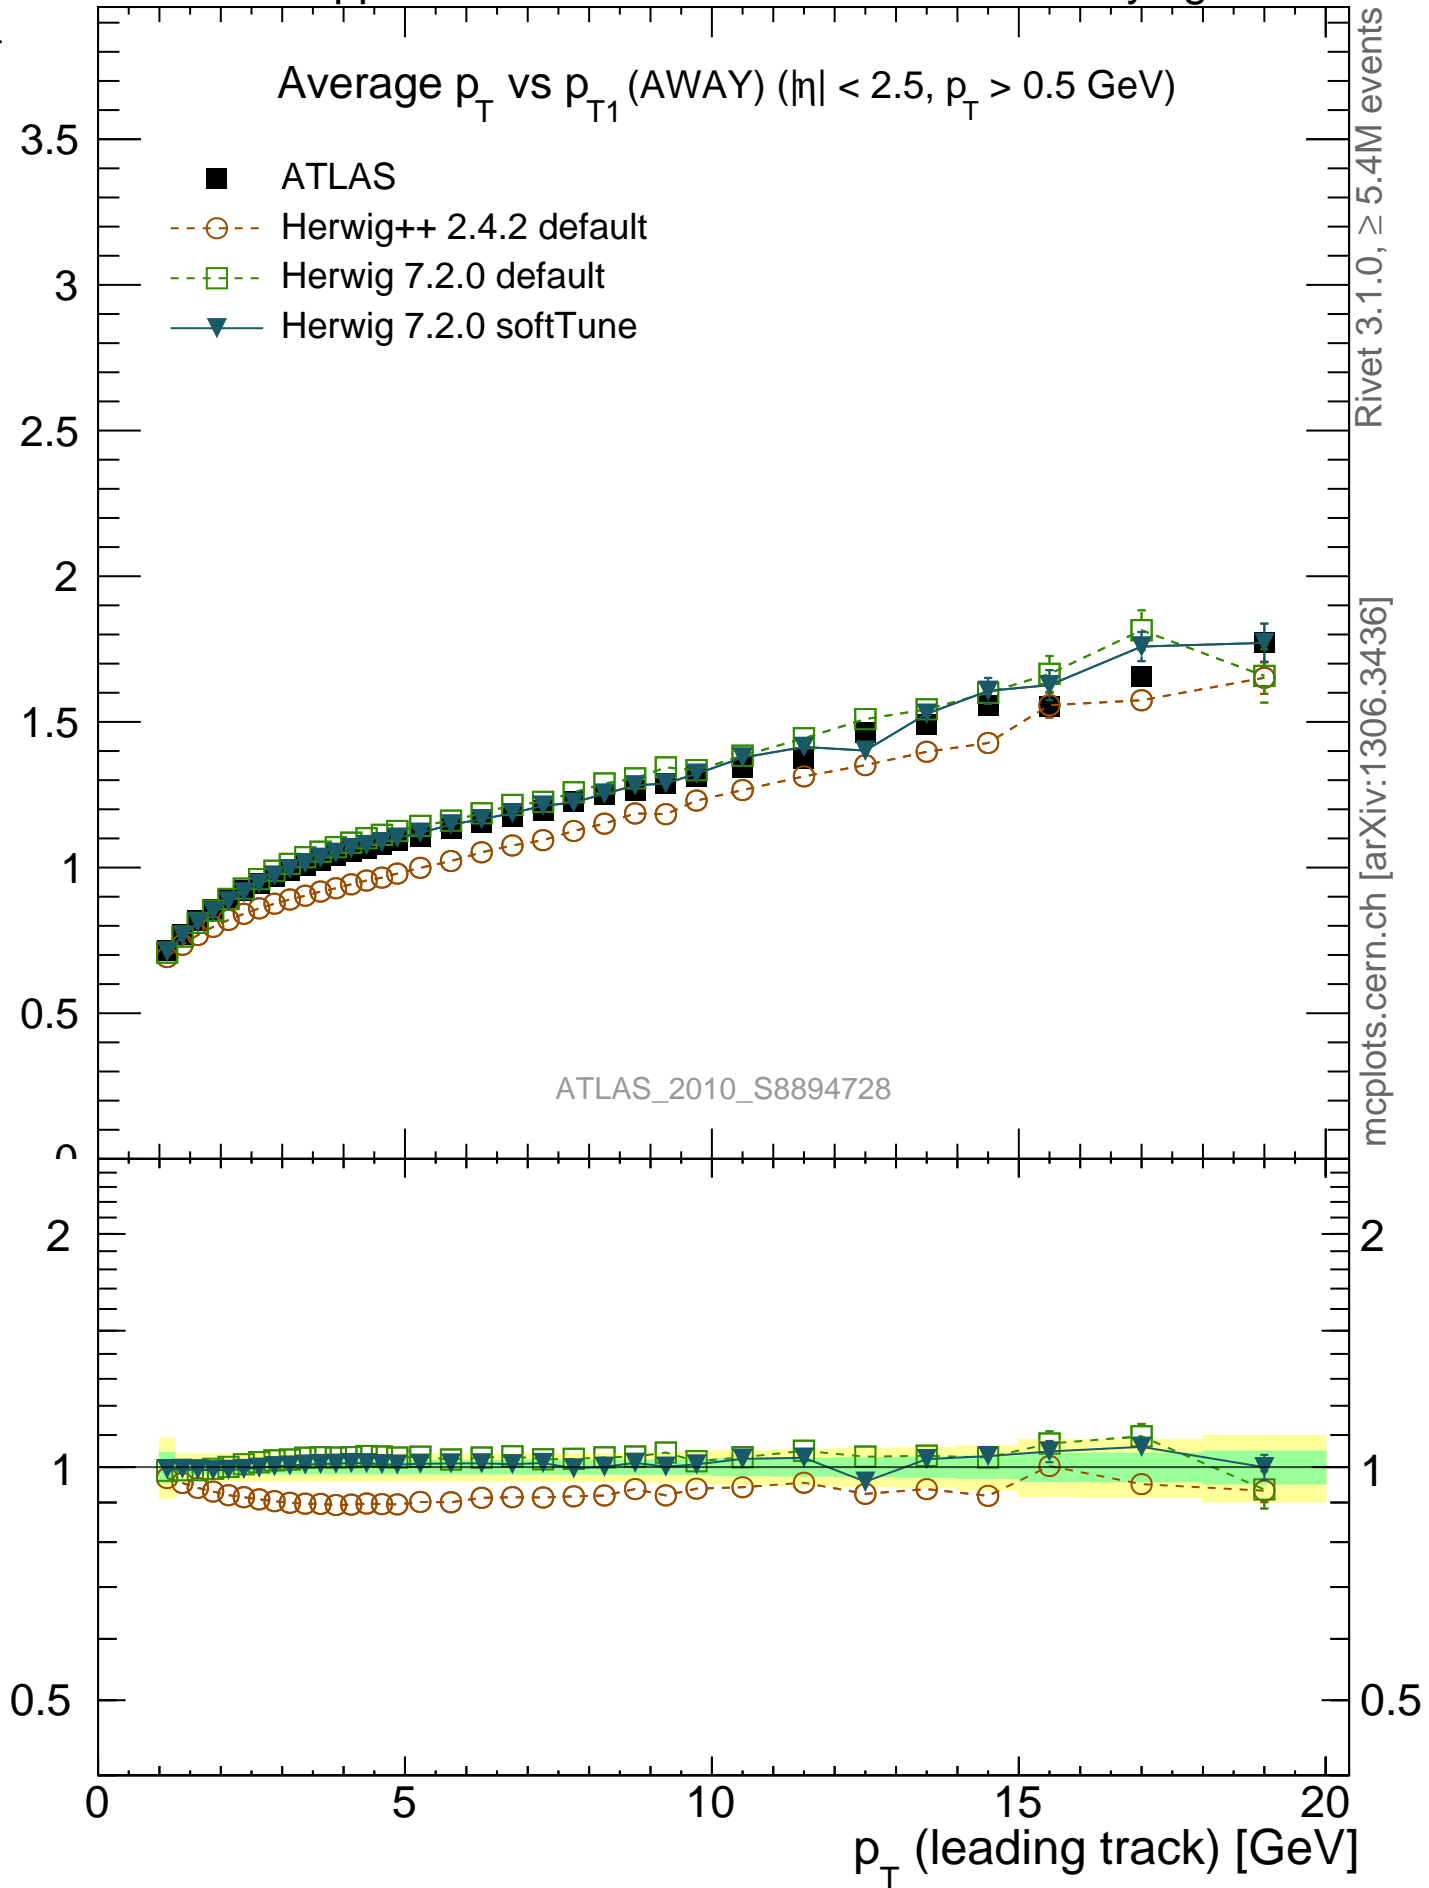 Average p_T vs p_T1 (AWAY) (|η| < 2.5, p_T > 0.5 GeV)
ATLAS
Herwig++ 2.4.2 default
Herwig 7.2.0 default
Herwig 7.2.0 softTune
3.5
3
2.5
2
1.5
1
0.5
0
ATLAS_2010_S8894728
Rivet 3.1.0, ≥ 5.4M events
mcplots.cern.ch [arXiv:1306.3436]
2
1
0.5
2
1
0.5
0
5
10
15
20
p_T (leading track) [GeV]